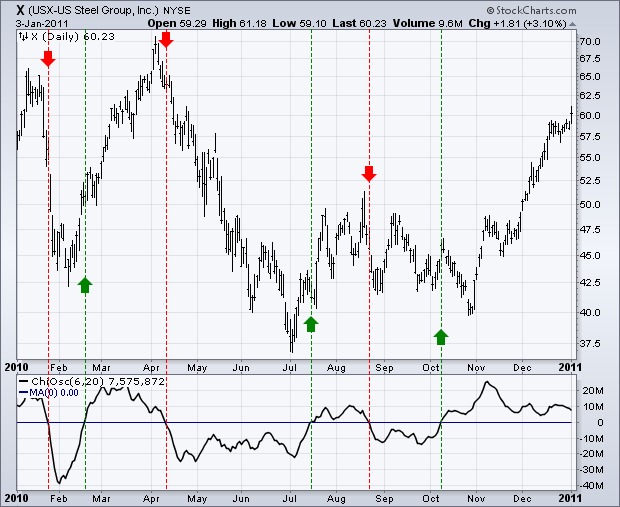 X (USX-US Steel Group, Inc.) NYSE © StockCharts.com
3-Jan-2011 Open 59.29 High 61.18 Low 59.10 Last 60.23 Volume 9.6M Chg +1.81 (+3.10%)
X (Daily) 60.23
70.0
67.5
65.0
62.5
60.0
57.5
55.0
52.5
50.0
47.5
45.0
42.5
40.0
37.5
2010 Feb Mar Apr May Jun Jul Aug Sep Oct Nov Dec 2011
ChiOsc(6,20) 7,575,872
MA(0) 0.00
20M
10M
0
-10M
-20M
-30M
-40M
2010 Feb Mar Apr May Jun Jul Aug Sep Oct Nov Dec 2011